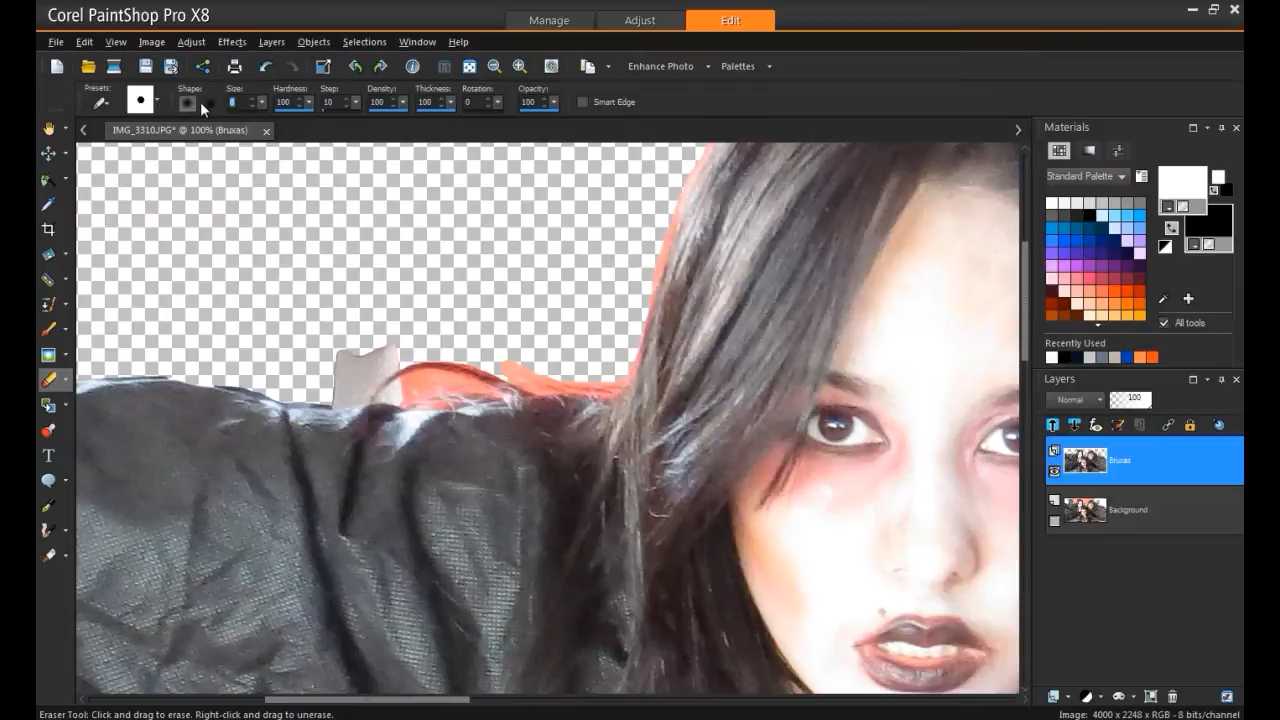 Corel PaintShop Pro X8
Manage
Adjust
Edit
File Edit View Image Adjust Effects Layers Objects Selections Window Help
Enhance Photo
Palettes
Presets:
Shape:
Size:
Hardness:
Step:
Density:
Thickness:
Rotation:
Opacity:
8
100
10
100
100
0
100
Smart Edge
IMG_3310.JPG* @ 100% (Bruxas)
Materials
Standard Palette
All tools
Recently Used
Layers
Normal
100
Bruxas
Background
Eraser Tool: Click and drag to erase. Right-click and drag to unerase.
Image: 4000 x 2248 x RGB - 8 bits/channel